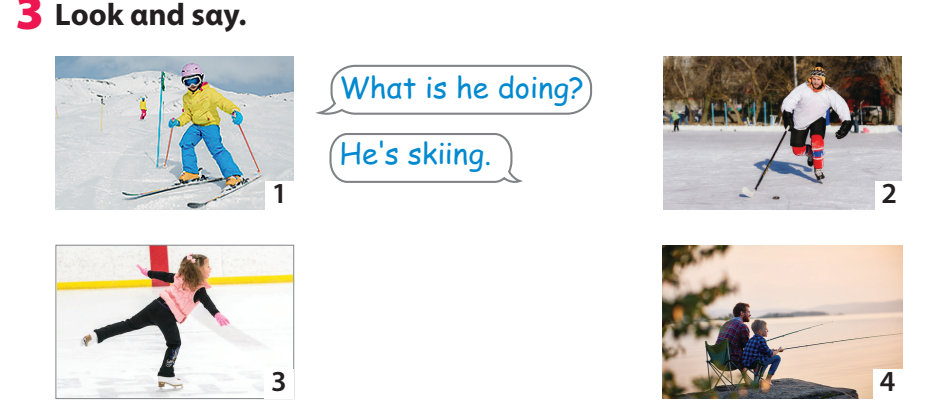 3 Look and say.
What is he doing?
He's skiing.
1
2
3
4